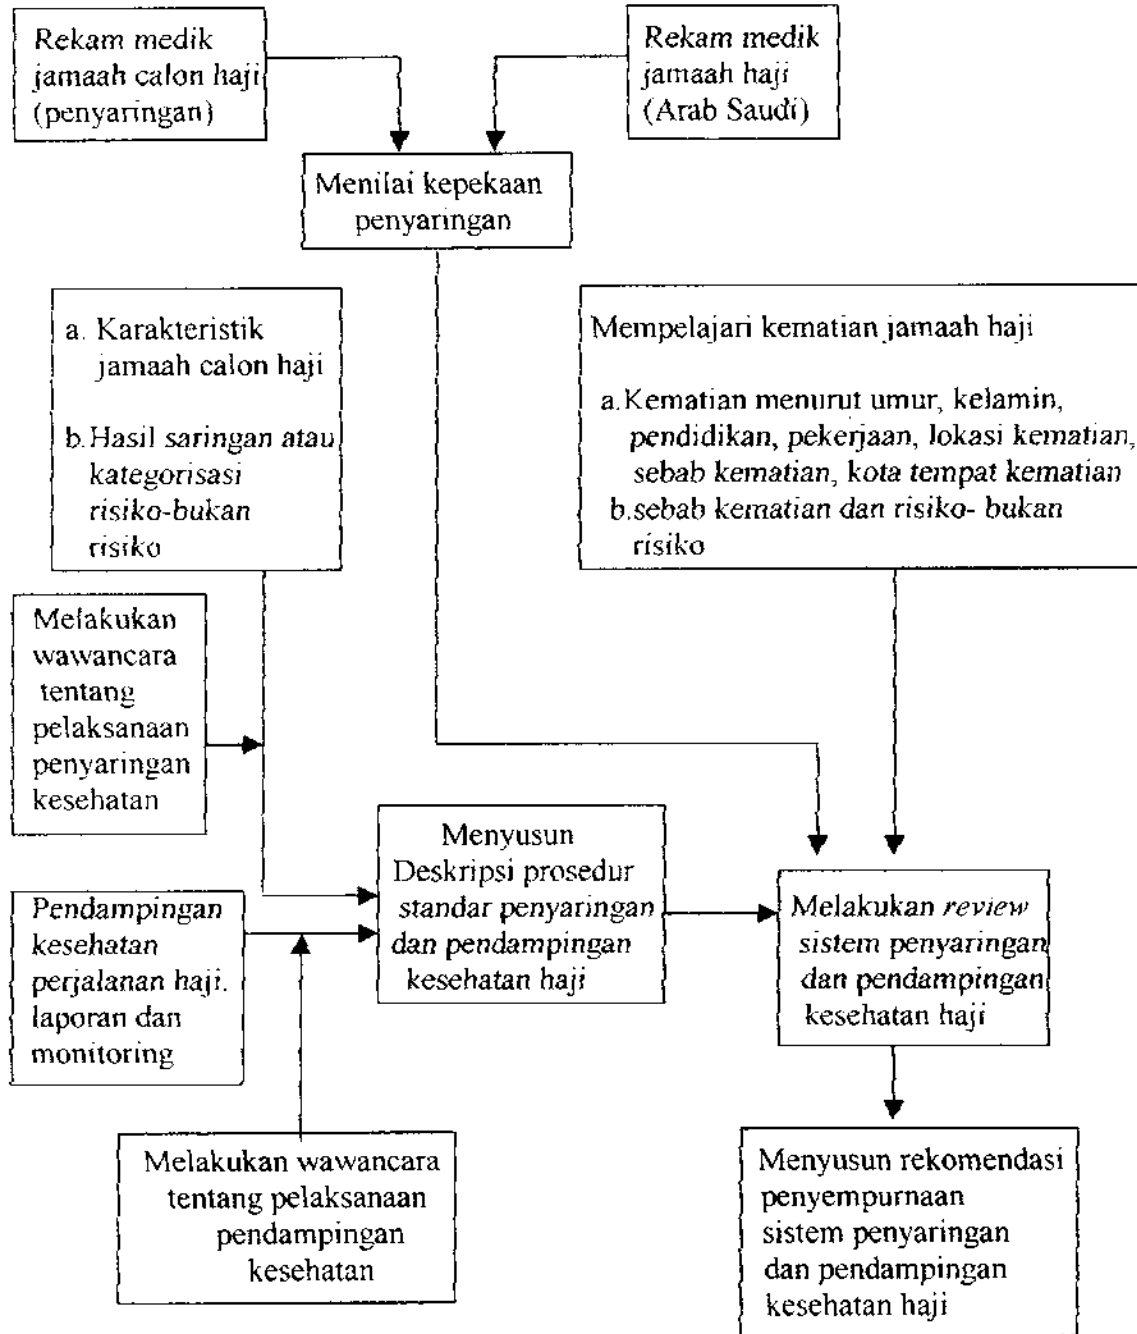 Rekam medik
jamaah calon haji
(penyaringan)
Rekam medik
jamaah haji
(Arab Saudi)
Menilai kepekaan
penyaringan
a. Karakteristik
jamaah calon haji
b.Hasil saringan atau
kategorisasi
risiko-bukan
risiko
Mempelajari kematian jamaah haji
a.Kematian menurut umur, kelamin,
pendidikan, pekerjaan, lokasi kematian,
sebab kematian, kota tempat kematian
b.sebab kematian dan risiko- bukan
risiko
Melakukan
wawancara
tentang
pelaksanaan
penyaringan
kesehatan
Menyusun
Deskripsi prosedur
standar penyaringan
dan pendampingan
kesehatan haji
Pendampingan
kesehatan
perjalanan haji.
laporan dan
monitoring
Melakukan review
sistem penyaringan
dan pendampingan
kesehatan haji
Melakukan wawancara
tentang pelaksanaan
pendampingan
kesehatan
Menyusun rekomendasi
penyempurnaan
sistem penyaringan
dan pendampingan
kesehatan haji